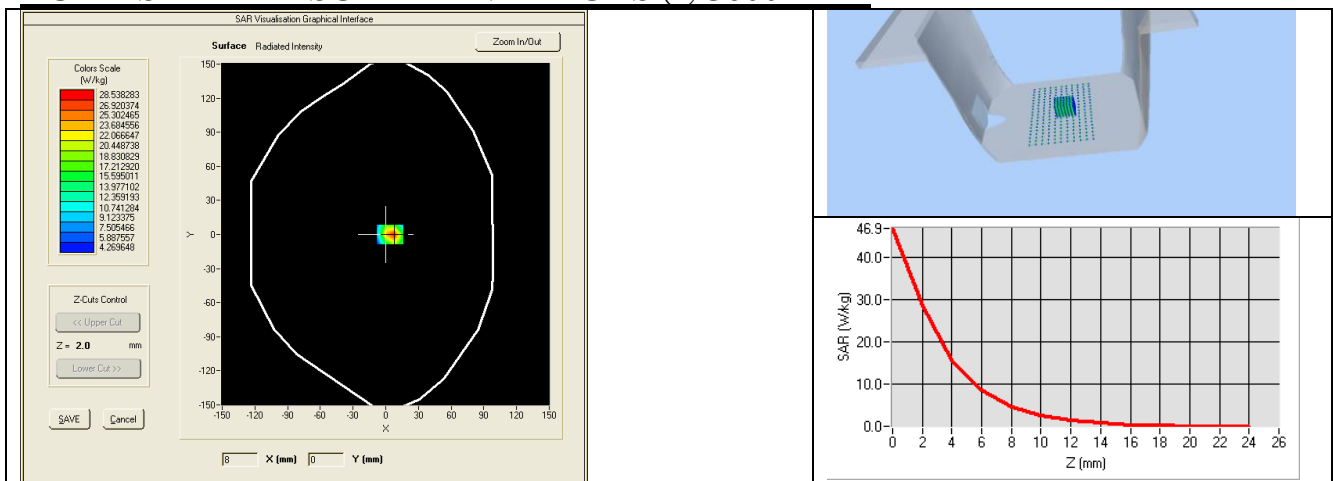 SAR Visualisation Graphical Interface
Surface Radiated Intensity
Zoom In/Out
Colors Scale
(W/kg)
28.538283
26.920374
25.302465
23.684556
22.066647
20.448738
18.830829
17.212920
15.595011
13.977102
12.359193
10.741284
9.123375
7.505466
5.887557
4.269648
Z-Cuts Control
<< Upper Cut
Z = 2.0 mm
Lower Cut >>
SAVE Cancel
150-
120-
90-
60-
30-
0-
-30-
-60-
-90-
-120-
-150-
Y
-150 -120 -90 -60 -30 0 30 60 90 120 150
X
8 X (mm) 0 Y (mm)
46.9-
40.0-
30.0-
20.0-
10.0-
0.0-
SAR (W/kg)
0 2 4 6 8 10 12 14 16 18 20 22 24 26
Z (mm)